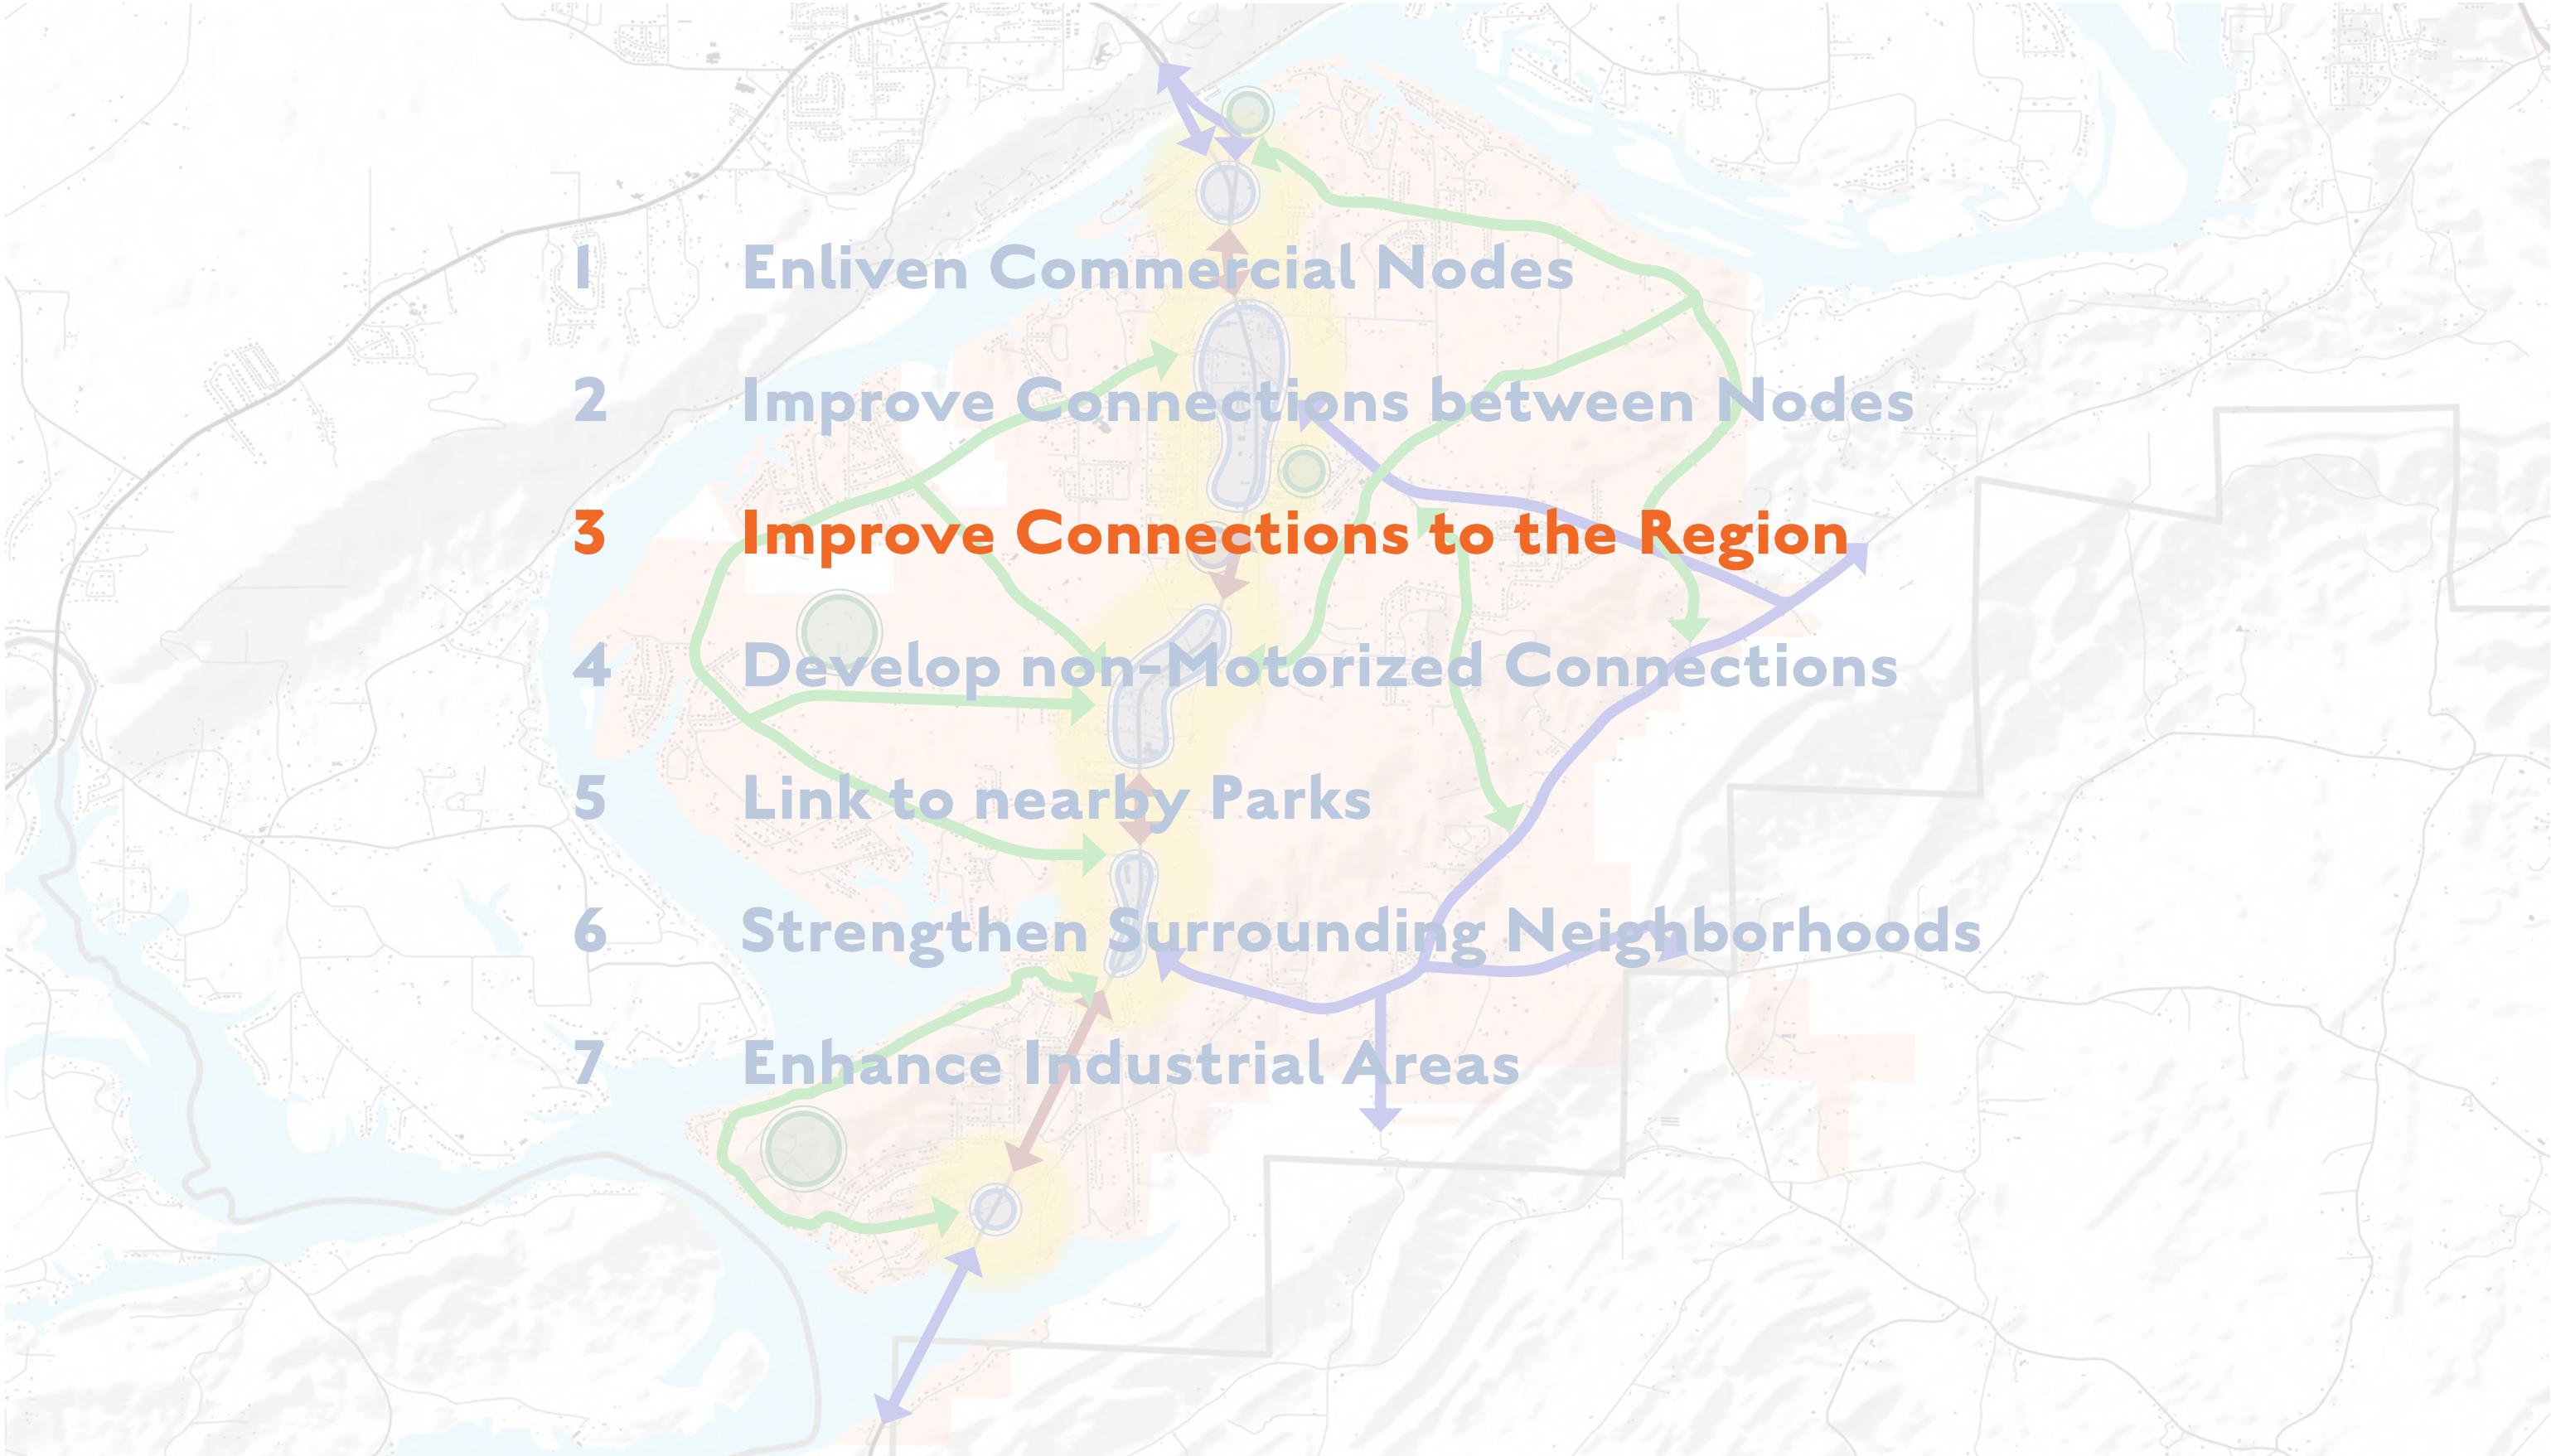 1 Enliven Commercial Nodes
2 Improve Connections between Nodes
3 Improve Connections to the Region
4 Develop non-Motorized Connections
5 Link to nearby Parks
6 Strengthen Surrounding Neighborhoods
7 Enhance Industrial Areas